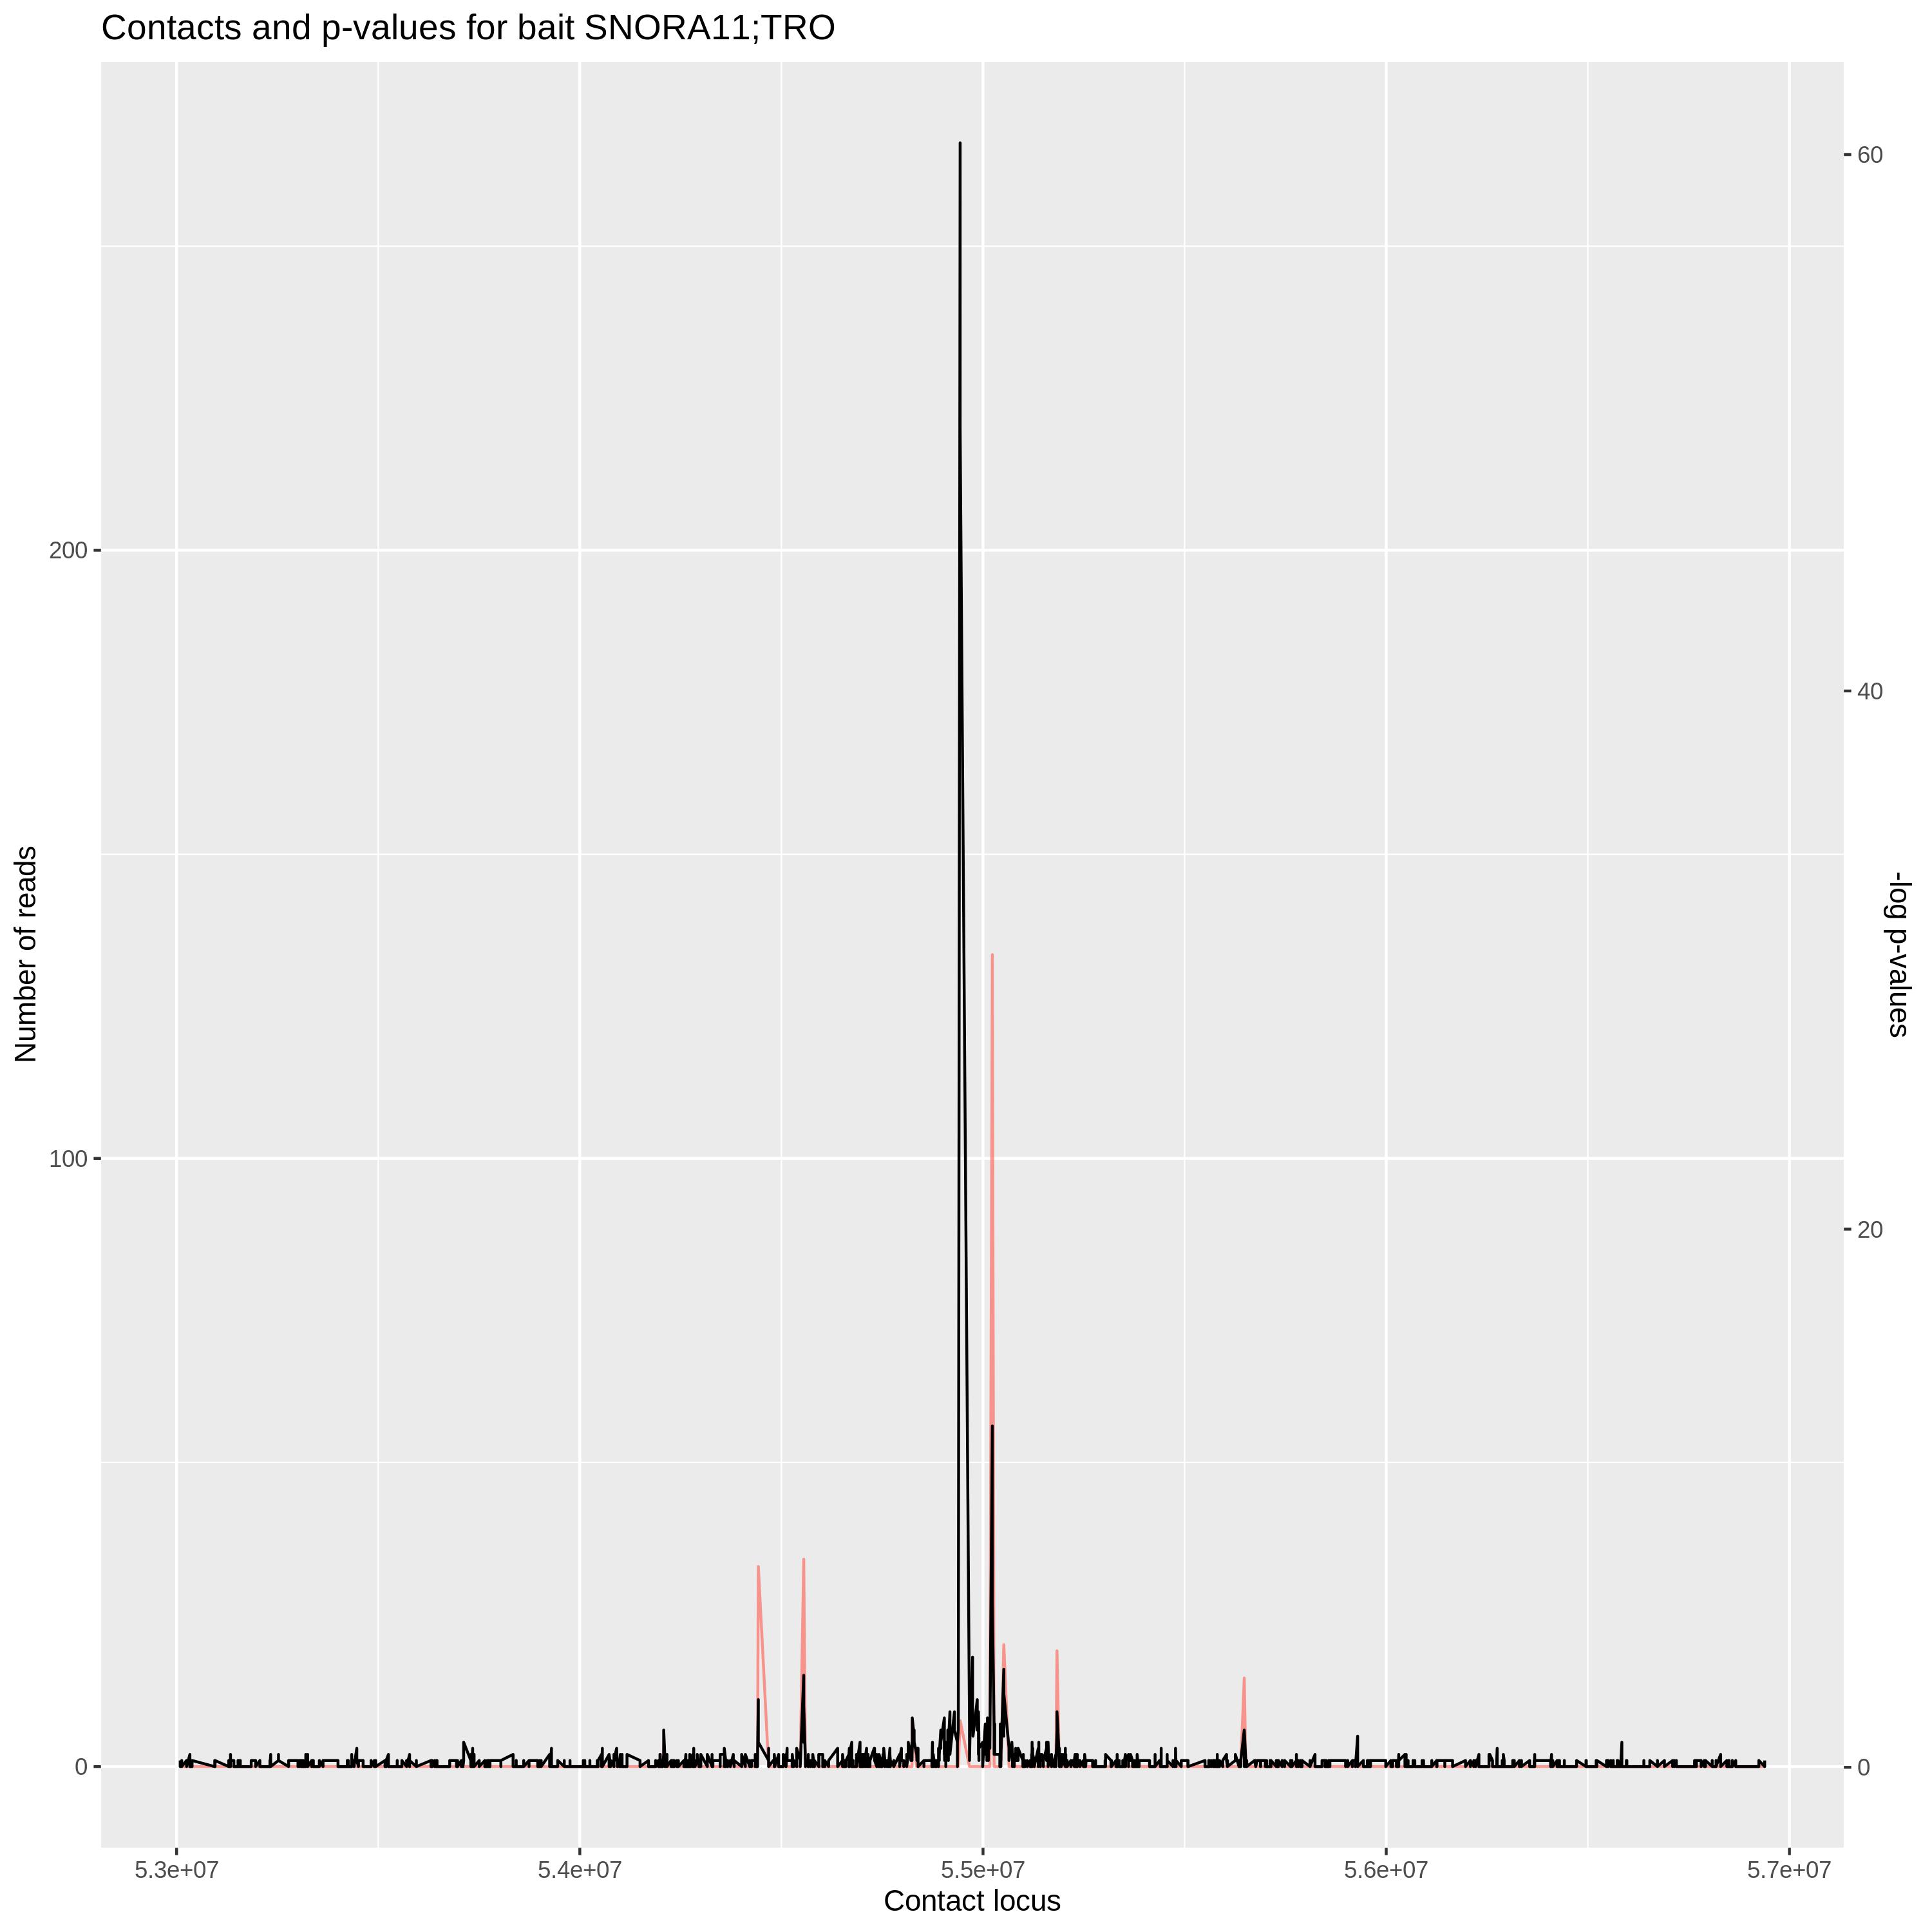 Contacts and p-values for bait SNORA11;TRO
60
200
40
Number of reads
-log p-values
100
20
0
0
5.3e+07 5.4e+07 5.5e+07 5.6e+07 5.7e+07
Contact locus